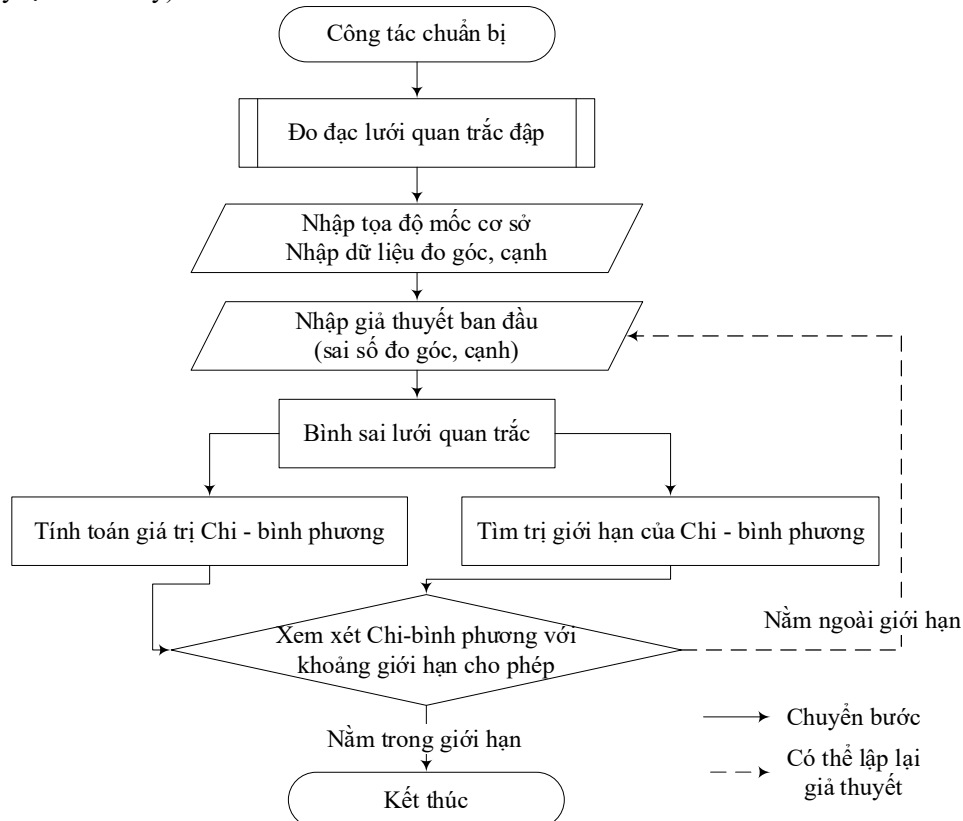 Công tác chuẩn bị
Đo đạc lưới quan trắc đập
Nhập tọa độ mốc cơ sở
Nhập dữ liệu đo góc, cạnh
Nhập giả thuyết ban đầu
(sai số đo góc, cạnh)
Bình sai lưới quan trắc
Tính toán giá trị Chi - bình phương
Tìm trị giới hạn của Chi - bình phương
Xem xét Chi-bình phương với
khoảng giới hạn cho phép
Nằm ngoài giới hạn
Nằm trong giới hạn
Kết thúc
Chuyển bước
Có thể lập lại
giả thuyết